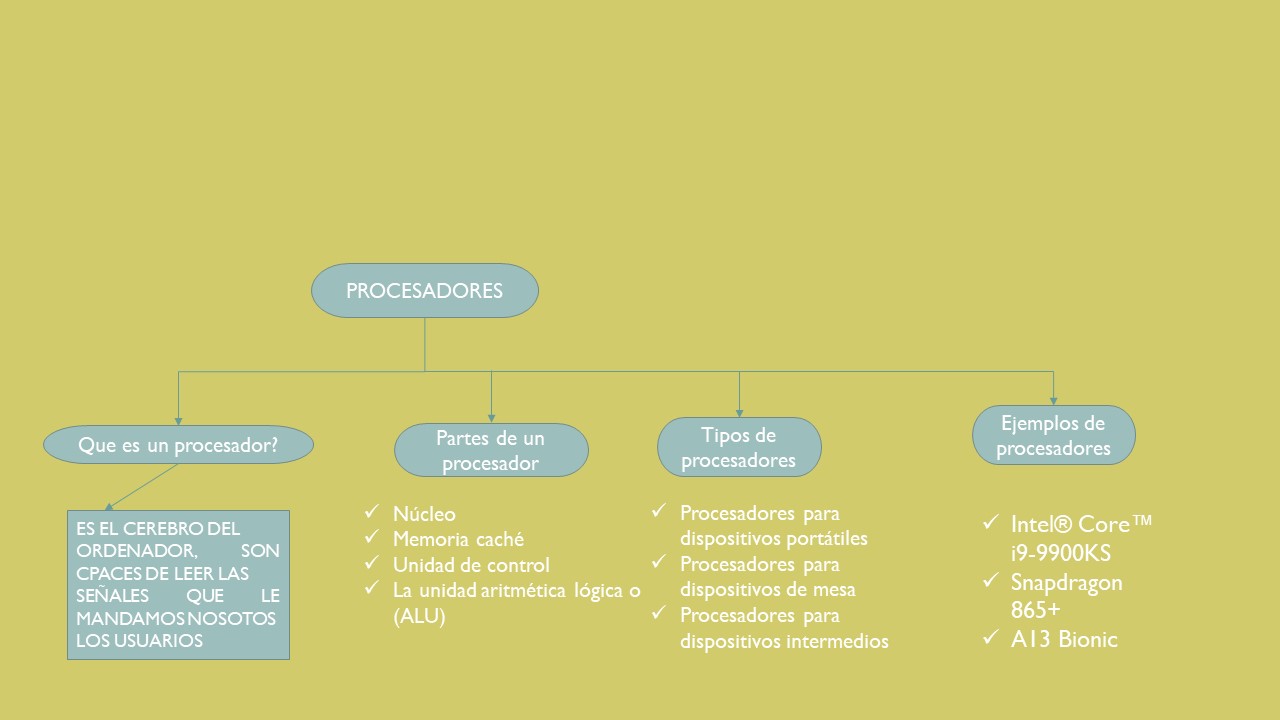 PROCESADORES
Que es un procesador?
ES EL CEREBRO DEL
ORDENADOR, SON
CPACES DE LEER LAS
SEÑALES QUE LE
MANDAMOS NOSOTOS
LOS USUARIOS
Partes de un
procesador
✓ Núcleo
✓ Memoria caché
✓ Unidad de control
✓ La unidad aritmética lógica o
(ALU)
Tipos de
procesadores
✓ Procesadores para
dispositivos portátiles
✓ Procesadores para
dispositivos de mesa
✓ Procesadores para
dispositivos intermedios
Ejemplos de
procesadores
✓ Intel® Core™
i9-9900KS
✓ Snapdragon
865+
✓ A13 Bionic